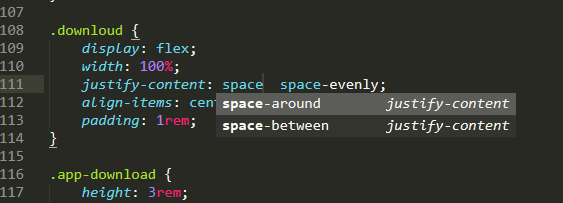 107
108 .downloud {
109 display: flex;
110 width: 100%;
111 justify-content: space space-evenly;
112 align-items: cen
space-around justify-content
113 padding: 1rem;
space-between justify-content
114 }
115
116 .app-download {
117 height: 3rem;